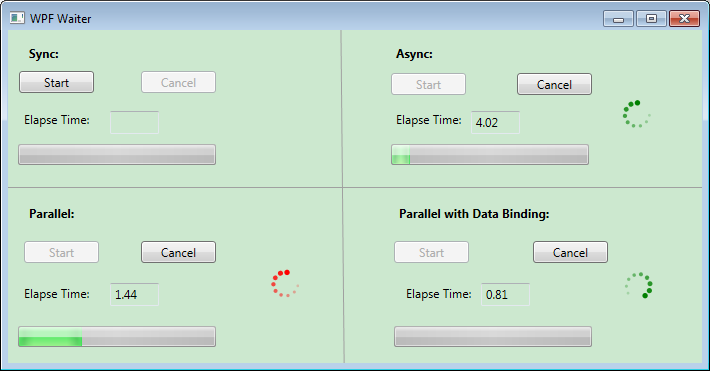 WPF Waiter
Sync:
Start Cancel
Elapse Time:
Async:
Start Cancel
Elapse Time: 4.02
Parallel:
Start Cancel
Elapse Time: 1.44
Parallel with Data Binding:
Start Cancel
Elapse Time: 0.81